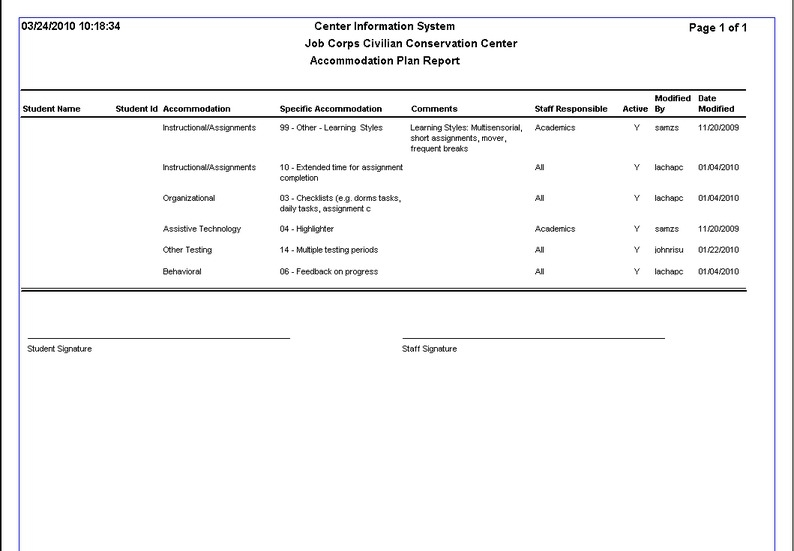 03/24/2010 10:18:34 Center Information System Page 1 of 1
Job Corps Civilian Conservation Center
Accommodation Plan Report
Student Name Student Id Accommodation Specific Accommodation Comments Staff Responsible Active Modified By Date Modified
Instructional/Assignments 99 - Other - Learning Styles Learning Styles: Multisensorial, Academics Y samzs 11/20/2009
short assignments, mover,
frequent breaks
Instructional/Assignments 10 - Extended time for assignment All Y lachapc 01/04/2010
completion
Organizational 03 - Checklists (e.g. dorms tasks, All Y lachapc 01/04/2010
daily tasks, assignment c
Assistive Technology 04 - Highlighter Academics Y samzs 11/20/2009
Other Testing 14 - Multiple testing periods All Y johnrisu 01/22/2010
Behavioral 06 - Feedback on progress All Y lachapc 01/04/2010
Student Signature Staff Signature